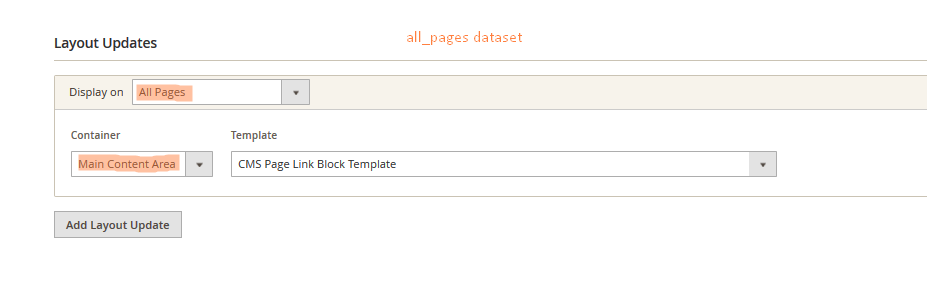 all_pages dataset
Layout Updates
Display on All Pages
Container Template
Main Content Area CMS Page Link Block Template
Add Layout Update